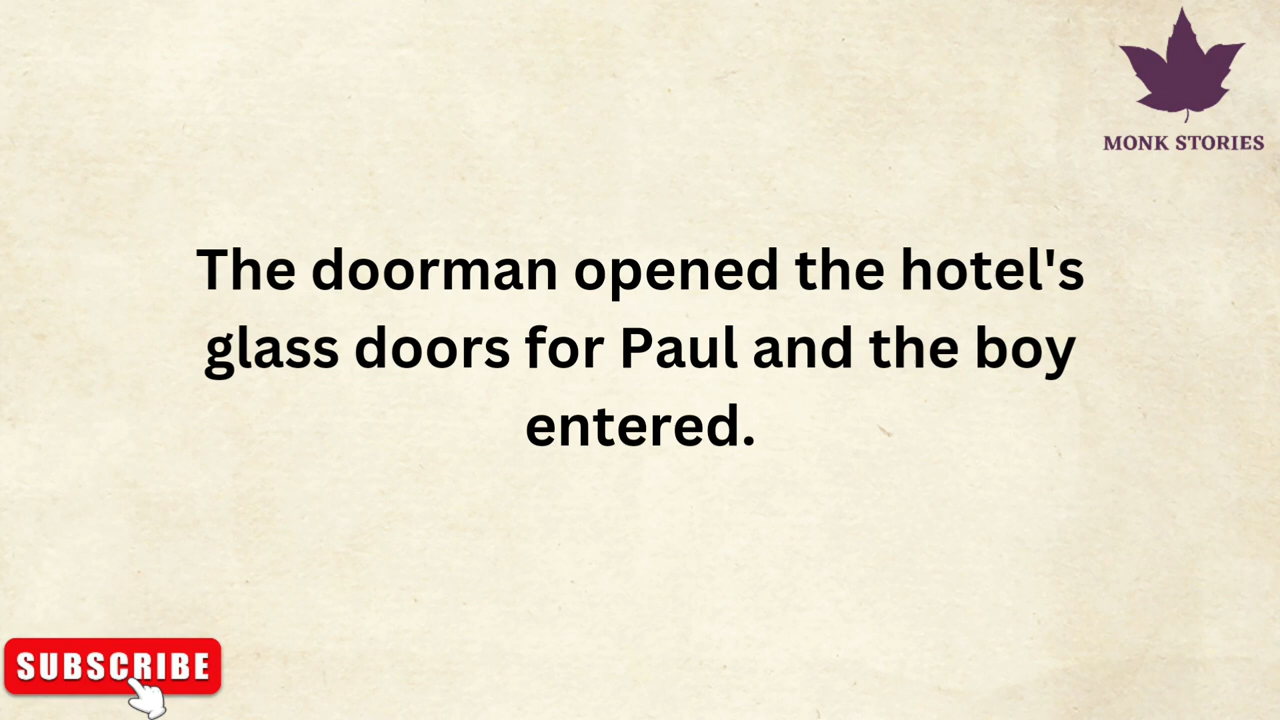 MONK STORIES
The doorman opened the hotel's
glass doors for Paul and the boy
entered.
SUBSCRIBE